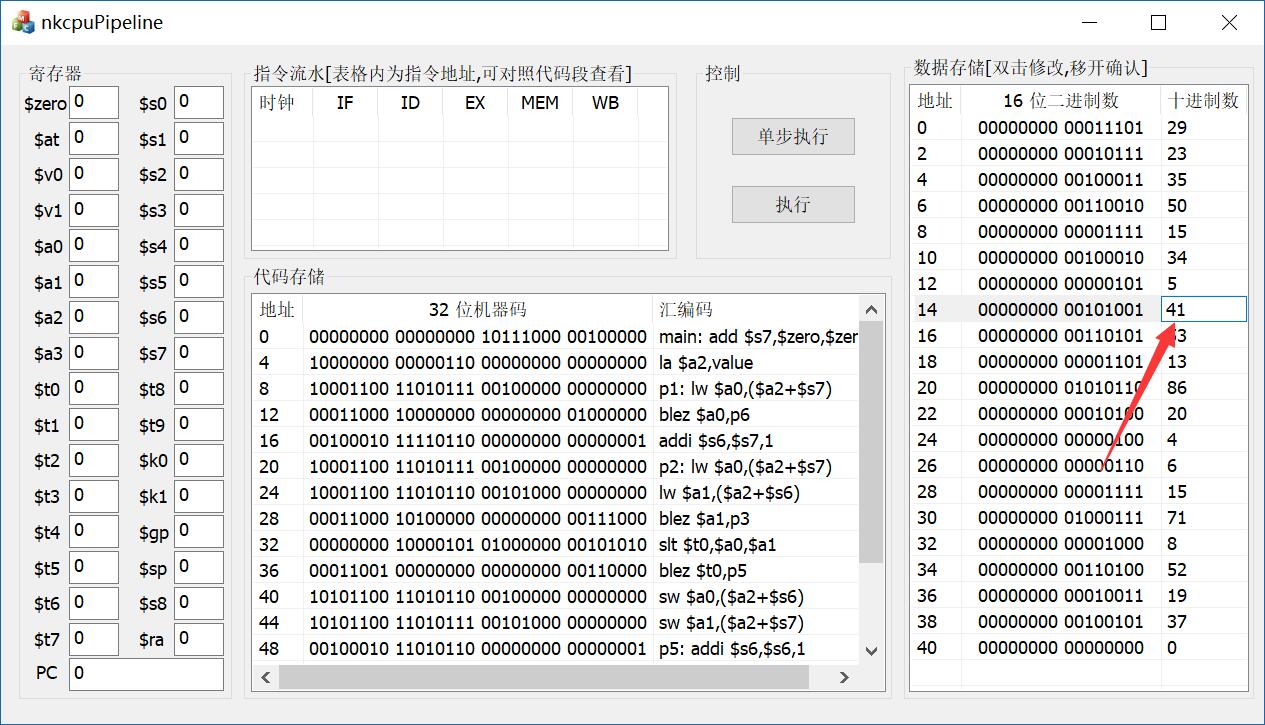 nkcpuPipeline
寄存器
$zero 0 $s0 0
$at 0 $s1 0
$v0 0 $s2 0
$v1 0 $s3 0
$a0 0 $s4 0
$a1 0 $s5 0
$a2 0 $s6 0
$a3 0 $s7 0
$t0 0 $t8 0
$t1 0 $t9 0
$t2 0 $k0 0
$t3 0 $k1 0
$t4 0 $gp 0
$t5 0 $sp 0
$t6 0 $s8 0
$t7 0 $ra 0
PC 0
指令流水[表格内为指令地址,可对照代码段查看]
时钟 IF ID EX MEM WB
控制
单步执行
执行
代码存储
地址 32 位机器码 汇编码
0 00000000 00000000 10111000 00100000 main: add $s7,$zero,$zer
4 10000000 00000110 00000000 00000000 la $a2,value
8 10001100 11010111 00100000 00000000 p1: lw $a0,($a2+$s7)
12 00011000 10000000 00000000 01000000 blez $a0,p6
16 00100010 11110110 00000000 00000001 addi $s6,$s7,1
20 10001100 11010111 00100000 00000000 p2: lw $a0,($a2+$s7)
24 10001100 11010110 00101000 00000000 lw $a1,($a2+$s6)
28 00011000 10100000 00000000 00111000 blez $a1,p3
32 00000000 10000101 01000000 00101010 slt $t0,$a0,$a1
36 00011001 00000000 00000000 00110000 blez $t0,p5
40 10101100 11010110 00100000 00000000 sw $a0,($a2+$s6)
44 10101100 11010111 00101000 00000000 sw $a1,($a2+$s7)
48 00100010 11010110 00000000 00000001 p5: addi $s6,$s6,1
数据存储[双击修改,移开确认]
地址 16 位二进制数 十进制数
0 00000000 00011101 29
2 00000000 00010111 23
4 00000000 00100011 35
6 00000000 00110010 50
8 00000000 00001111 15
10 00000000 00100010 34
12 00000000 00000101 5
14 00000000 00101001 41
16 00000000 00110101 53
18 00000000 00001101 13
20 00000000 01010110 86
22 00000000 00010100 20
24 00000000 00000100 4
26 00000000 00000110 6
28 00000000 00001111 15
30 00000000 01000111 71
32 00000000 00001000 8
34 00000000 00110100 52
36 00000000 00010011 19
38 00000000 00100101 37
40 00000000 00000000 0